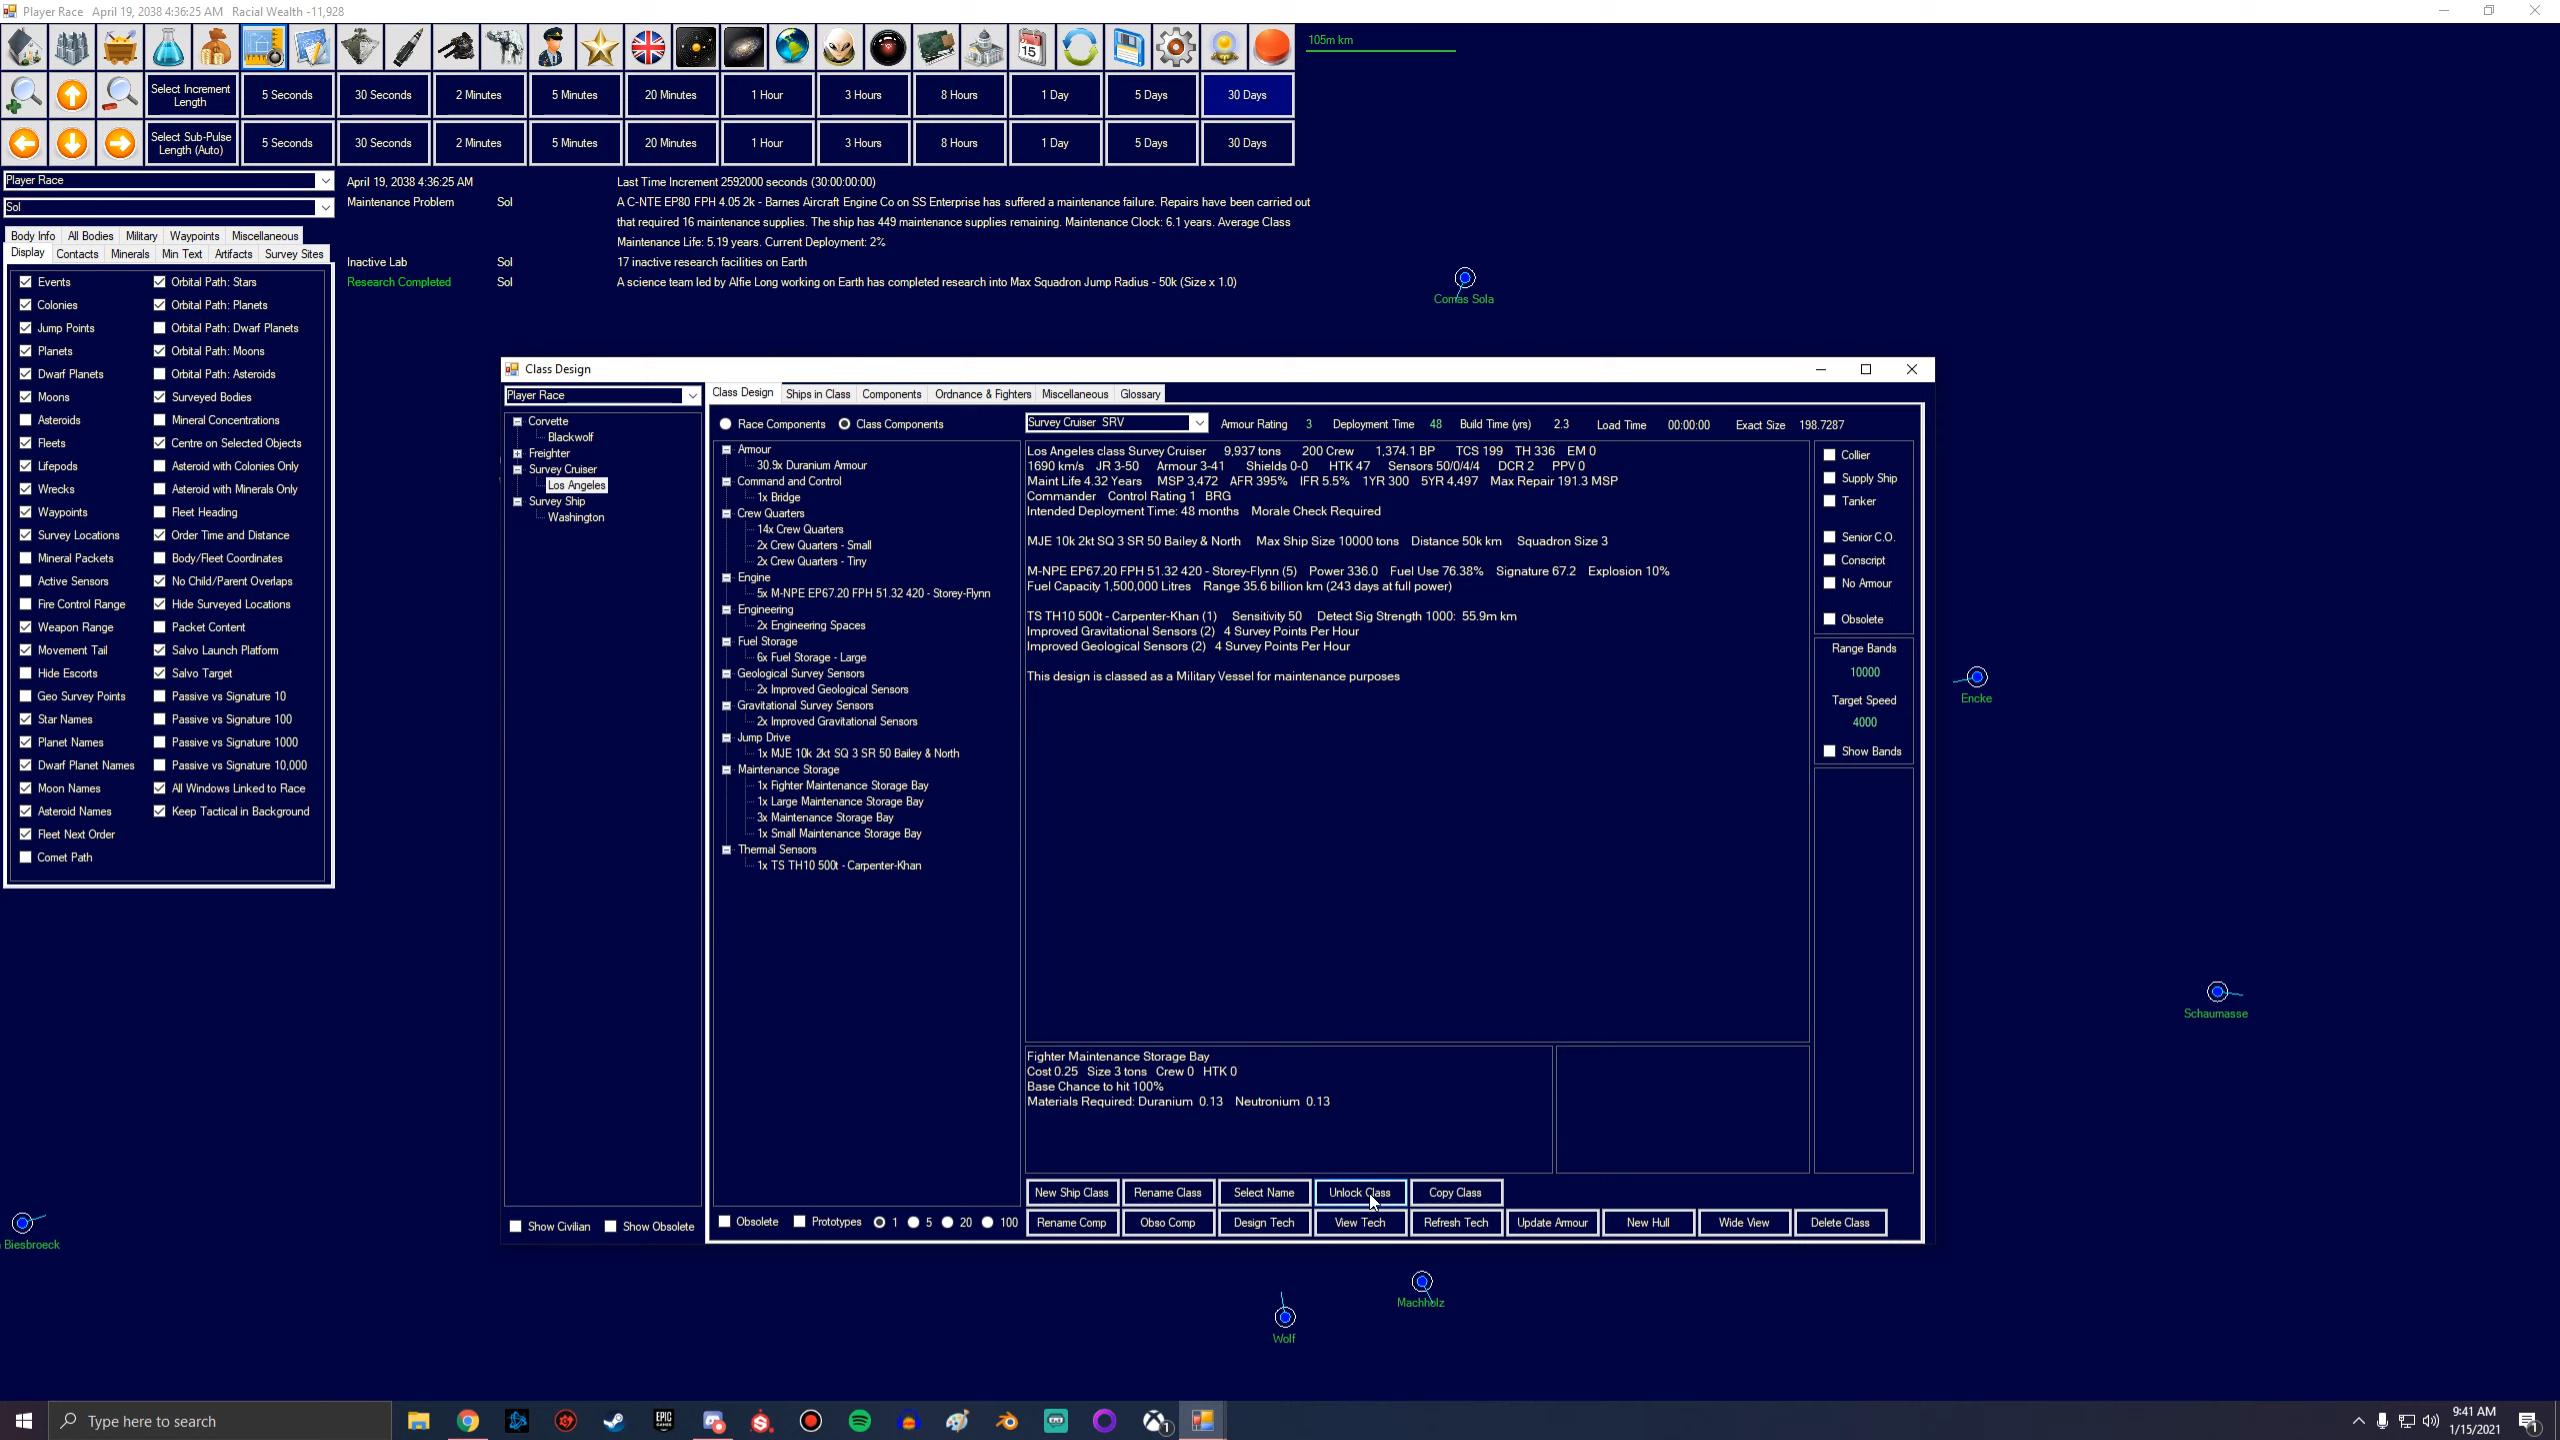 Player Race   April 19, 2038 4:36:25 AM   Racial Wealth -11,928
105m km
Select Increment Length
5 Seconds
30 Seconds
2 Minutes
5 Minutes
20 Minutes
1 Hour
3 Hours
8 Hours
1 Day
5 Days
30 Days
Select Sub-Pulse Length (Auto)
5 Seconds
30 Seconds
2 Minutes
5 Minutes
20 Minutes
1 Hour
3 Hours
8 Hours
1 Day
5 Days
30 Days
Player Race
Sol
Body Info   All Bodies   Military   Waypoints   Miscellaneous
Display   Contacts   Minerals   Min Text   Artifacts   Survey Sites
Events   Orbital Path: Stars
Colonies   Orbital Path: Planets
Jump Points   Orbital Path: Dwarf Planets
Planets   Orbital Path: Moons
Dwarf Planets   Orbital Path: Asteroids
Moons   Surveyed Bodies
Asteroids   Mineral Concentrations
Fleets   Centre on Selected Objects
Lifepods   Asteroid with Colonies Only
Wrecks   Asteroid with Minerals Only
Waypoints   Fleet Heading
Survey Locations   Order Time and Distance
Mineral Packets   Body/Fleet Coordinates
Active Sensors   No Child/Parent Overlaps
Fire Control Range   Hide Surveyed Locations
Weapon Range   Packet Content
Movement Tail   Salvo Launch Platform
Hide Escorts   Salvo Target
Geo Survey Points   Passive vs Signature 10
Star Names   Passive vs Signature 100
Planet Names   Passive vs Signature 1000
Dwarf Planet Names   Passive vs Signature 10,000
Moon Names   All Windows Linked to Race
Asteroid Names   Keep Tactical in Background
Fleet Next Order
Comet Path
April 19, 2038 4:36:25 AM   Last Time Increment 2592000 seconds (30:00:00:00)
Maintenance Problem   Sol   A C-NTE EP80 FPH 4.05 2k - Barnes Aircraft Engine Co on SS Enterprise has suffered a maintenance failure. Repairs have been carried out
that required 16 maintenance supplies. The ship has 449 maintenance supplies remaining. Maintenance Clock: 6.1 years. Average Class
Maintenance Life: 5.19 years. Current Deployment: 2%
Inactive Lab   Sol   17 inactive research facilities on Earth
Research Completed   Sol   A science team led by Alfie Long working on Earth has completed research into Max Squadron Jump Radius - 50k (Size x 1.0)
Comas Sola
Encke
Schaumasse
Biesbroeck
Machholz
Wolf
Class Design
Player Race
Corvette
Blackwolf
Freighter
Survey Cruiser
Los Angeles
Survey Ship
Washington
Show Civilian   Show Obsolete
Class Design   Ships in Class   Components   Ordnance & Fighters   Miscellaneous   Glossary
Race Components   Class Components
Armour
30.9x Duranium Armour
Command and Control
1x Bridge
Crew Quarters
14x Crew Quarters
2x Crew Quarters - Small
2x Crew Quarters - Tiny
Engine
5x M-NPE EP67.20 FPH 51.32 420 - Storey-Flynn
Engineering
2x Engineering Spaces
Fuel Storage
6x Fuel Storage - Large
Geological Survey Sensors
2x Improved Geological Sensors
Gravitational Survey Sensors
2x Improved Gravitational Sensors
Jump Drive
1x MJE 10k 2kt SQ 3 SR 50 Bailey & North
Maintenance Storage
1x Fighter Maintenance Storage Bay
1x Large Maintenance Storage Bay
3x Maintenance Storage Bay
1x Small Maintenance Storage Bay
Thermal Sensors
1x TS TH10 500t - Carpenter-Khan
Obsolete   Prototypes   1   5   20   100
Survey Cruiser  SRV   Armour Rating   3   Deployment Time   48   Build Time (yrs)   2.3   Load Time   00:00:00   Exact Size   198.7287
Los Angeles class Survey Cruiser   9,937 tons   200 Crew   1,374.1 BP   TCS 199   TH 336   EM 0
1690 km/s   JR 3-50   Armour 3-41   Shields 0-0   HTK 47   Sensors 50/0/4/4   DCR 2   PPV 0
Maint Life 4.32 Years   MSP 3,472   AFR 395%   IFR 5.5%   1YR 300   5YR 4,497   Max Repair 191.3 MSP
Commander   Control Rating 1   BRG
Intended Deployment Time: 48 months   Morale Check Required
MJE 10k 2kt SQ 3 SR 50 Bailey & North   Max Ship Size 10000 tons   Distance 50k km   Squadron Size 3
M-NPE EP67.20 FPH 51.32 420 - Storey-Flynn (5)   Power 336.0   Fuel Use 76.38%   Signature 67.2   Explosion 10%
Fuel Capacity 1,500,000 Litres   Range 35.6 billion km (243 days at full power)
TS TH10 500t - Carpenter-Khan (1)   Sensitivity 50   Detect Sig Strength 1000:  55.9m km
Improved Gravitational Sensors (2)   4 Survey Points Per Hour
Improved Geological Sensors (2)   4 Survey Points Per Hour
This design is classed as a Military Vessel for maintenance purposes
Fighter Maintenance Storage Bay
Cost 0.25   Size 3 tons   Crew 0   HTK 0
Base Chance to hit 100%
Materials Required: Duranium  0.13   Neutronium  0.13
Collier
Supply Ship
Tanker
Senior C.O.
Conscript
No Armour
Obsolete
Range Bands
10000
Target Speed
4000
Show Bands
New Ship Class   Rename Class   Select Name   Unlock Class   Copy Class
Rename Comp   Obso Comp   Design Tech   View Tech   Refresh Tech   Update Armour   New Hull   Wide View   Delete Class
Type here to search
EPIC GAMES
1
9:41 AM
1/15/2021
1